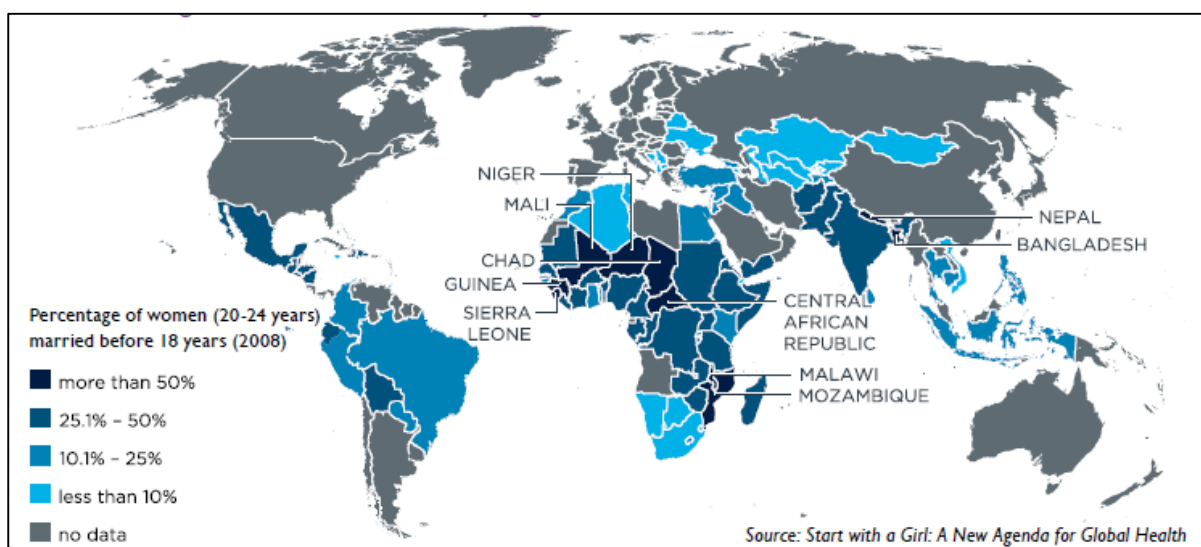 NIGER
MALI
CHAD
GUINEA
SIERRA
LEONE
NEPAL
BANGLADESH
CENTRAL
AFRICAN
REPUBLIC
MALAWI
MOZAMBIQUE
Percentage of women (20-24 years)
married before 18 years (2008)
more than 50%
25.1% – 50%
10.1% – 25%
less than 10%
no data
Source: Start with a Girl: A New Agenda for Global Health